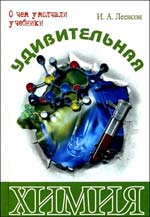 О чем умолчали
учебники
И. А. Леенсон
УДИВИТЕЛЬНАЯ
ХИМИЯ